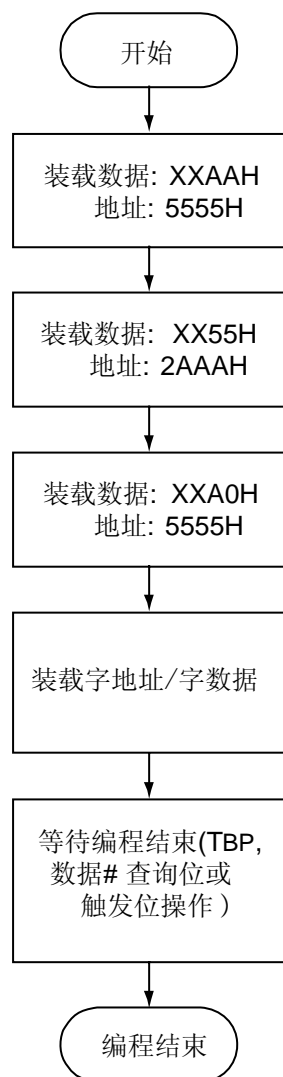 开始
装载数据: XXAAH
地址: 5555H
装载数据: XX55H
地址: 2AAAH
装载数据: XXA0H
地址: 5555H
装载字地址/字数据
等待编程结束(TBP,
数据# 查询位或
触发位操作 )
编程结束